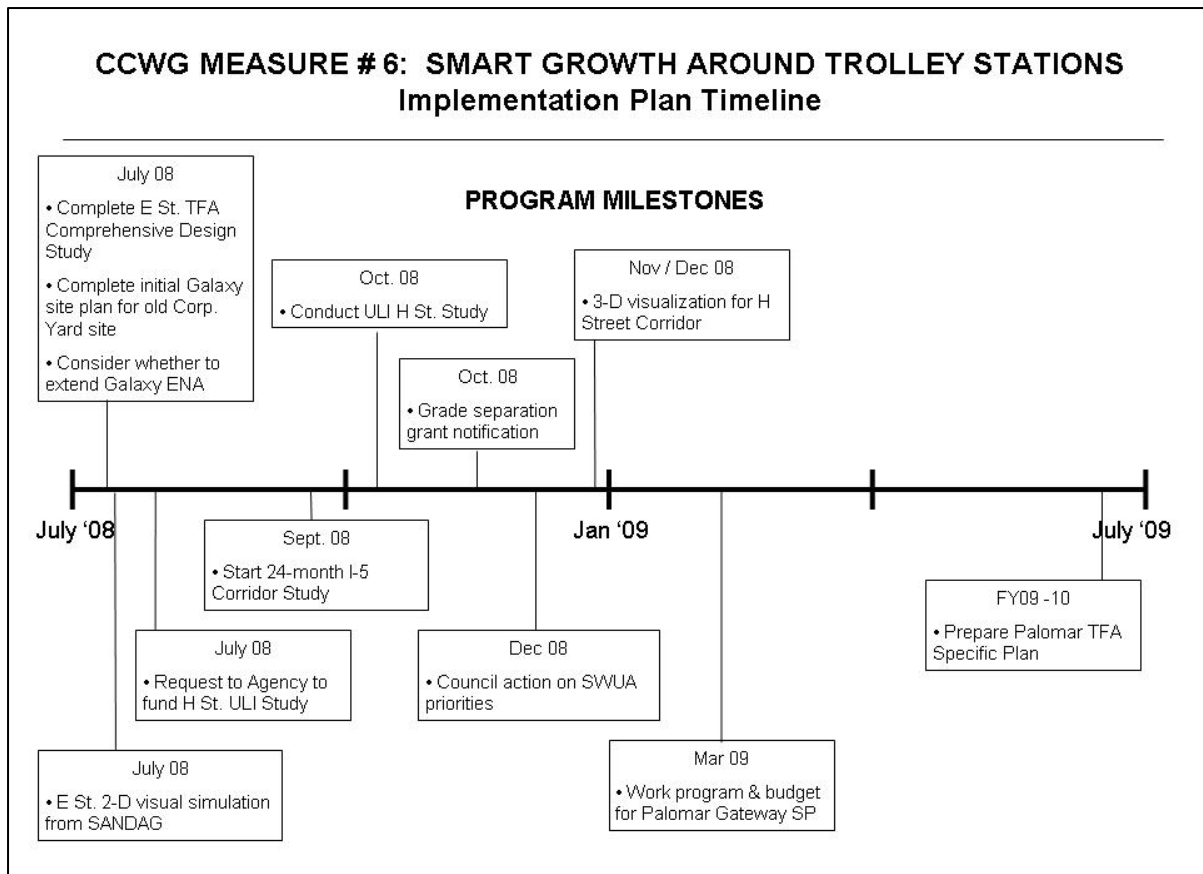 CCWG MEASURE # 6: SMART GROWTH AROUND TROLLEY STATIONS
Implementation Plan Timeline
PROGRAM MILESTONES
July 08
• Complete E St. TFA
Comprehensive Design
Study
• Complete initial Galaxy
site plan for old Corp.
Yard site
• Consider whether to
extend Galaxy ENA
Oct. 08
• Conduct ULI H St. Study
Oct. 08
• Grade separation
grant notification
Nov / Dec 08
• 3-D visualization for H
Street Corridor
July ‘08
Jan ‘09
July ‘09
Sept. 08
• Start 24-month I-5
Corridor Study
July 08
• Request to Agency to
fund H St. ULI Study
July 08
• E St. 2-D visual simulation
from SANDAG
Dec 08
• Council action on SWUA
priorities
Mar 09
• Work program & budget
for Palomar Gateway SP
FY09 -10
• Prepare Palomar TFA
Specific Plan